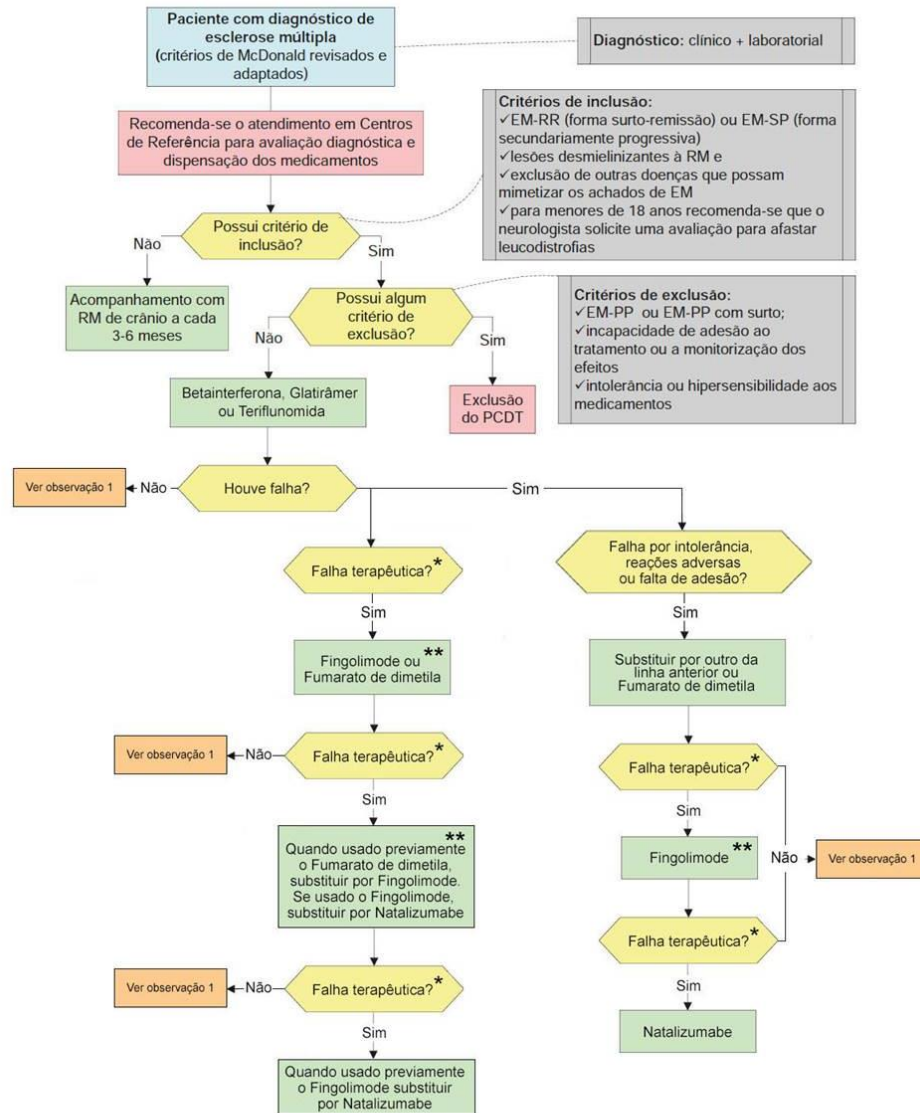 Paciente com diagnóstico de
esclerose múltipla
(critérios de McDonald revisados e
adaptados)
Diagnóstico: clínico + laboratorial
Recomenda-se o atendimento em Centros
de Referência para avaliação diagnóstica e
dispensação dos medicamentos
Critérios de inclusão:
✓EM-RR (forma surto-remissão) ou EM-SP (forma
secundariamente progressiva)
✓lesões desmielinizantes à RM e
✓exclusão de outras doenças que possam
mimetizar os achados de EM
✓para menores de 18 anos recomenda-se que o
neurologista solicite uma avaliação para afastar
leucodistrofias
Possui critério de
inclusão?
Não
Sim
Acompanhamento com
RM de crânio a cada
3-6 meses
Possui algum
critério de
exclusão?
Critérios de exclusão:
✓EM-PP ou EM-PP com surto;
✓incapacidade de adesão ao
tratamento ou a monitorização dos
efeitos
✓intolerância ou hipersensibilidade aos
medicamentos
Não
Sim
Betainterferona, Glatirâmer
ou Teriflunomida
Exclusão
do PCDT
Ver observação 1
Não
Houve falha?
Sim
Falha terapêutica?*
Falha por intolerância,
reações adversas
ou falta de adesão?
Sim
Sim
Fingolimode ou **
Fumarato de dimetila
Substituir por outro da
linha anterior ou
Fumarato de dimetila
Ver observação 1
Não
Falha terapêutica?*
Falha terapêutica?*
Sim
Sim
**
Quando usado previamente
o Fumarato de dimetila,
substituir por Fingolimode.
Se usado o Fingolimode,
substituir por Natalizumabe
Fingolimode **
Não
Ver observação 1
Falha terapêutica?*
Ver observação 1
Não
Falha terapêutica?*
Sim
Sim
Natalizumabe
Quando usado previamente
o Fingolimode substituir
por Natalizumabe